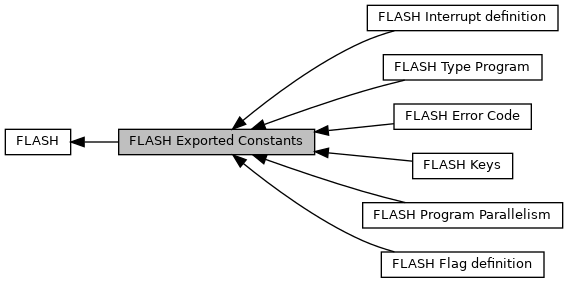 FLASH Interrupt definition
FLASH Type Program
FLASH Error Code
FLASH
FLASH Exported Constants
FLASH Keys
FLASH Program Parallelism
FLASH Flag definition